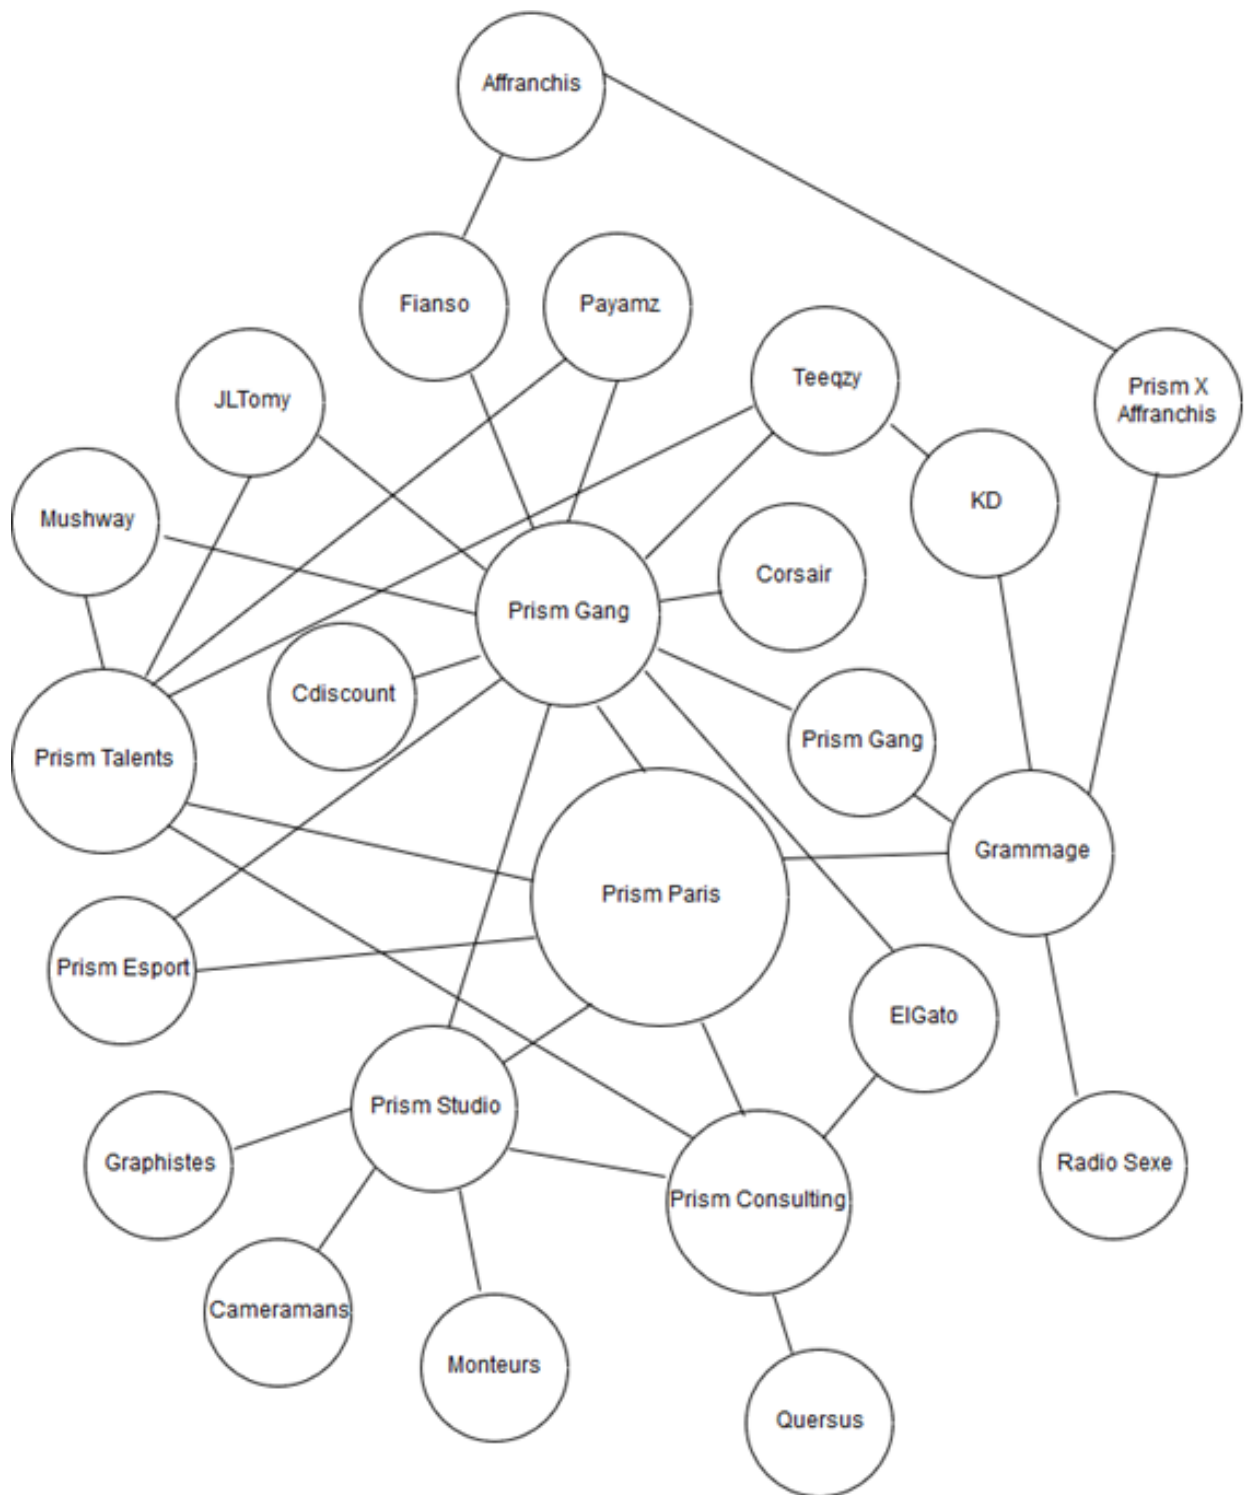 Affranchis
Fianso
Payamz
Teeqzy
Prism X
Affranchis
JLTomy
KD
Mushway
Corsair
Prism Gang
Cdiscount
Prism Gang
Prism Talents
Grammage
Prism Paris
Prism Esport
ElGato
Prism Studio
Graphistes
Radio Sexe
Prism Consulting
Cameramans
Monteurs
Quersus